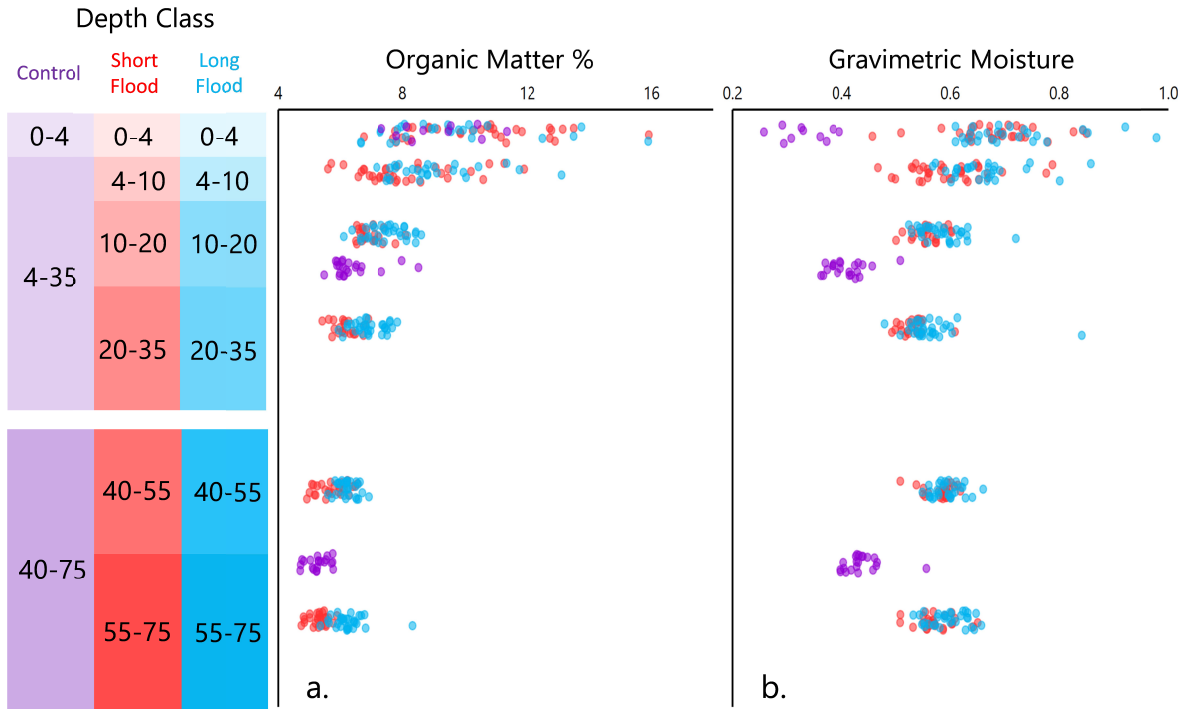 Depth Class
Control
Short
Flood
Long
Flood
Organic Matter %
Gravimetric Moisture
4 8 12 16
0.2 0.4 0.6 0.8 1.0
0-4 0-4 0-4
4-10 4-10
10-20 10-20
4-35
20-35 20-35
40-55 40-55
40-75
55-75 55-75
a.
b.